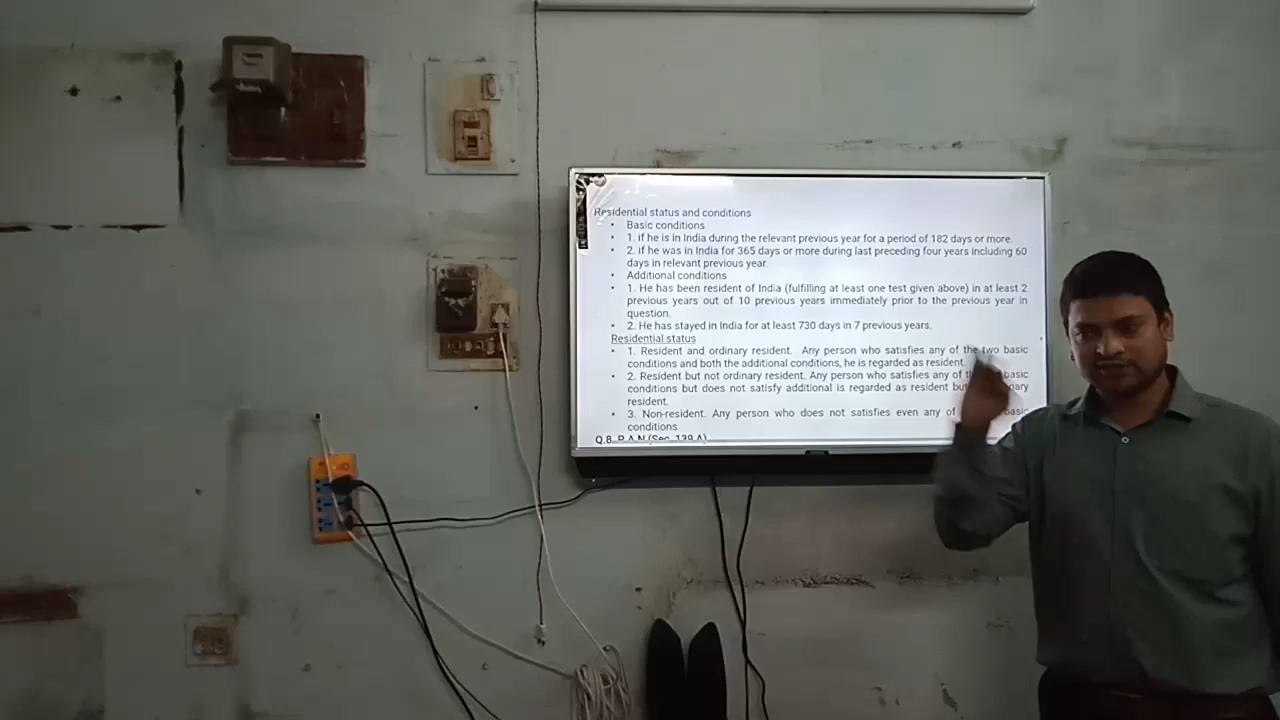 Residential status and conditions
• Basic conditions
• 1. if he is in India during the relevant previous year for a period of 182 days or more.
• 2. if he was in India for 365 days or more during last preceding four years including 60
days in relevant previous year.
• Additional conditions
• 1. He has been resident of India (fulfilling at least one test given above) in at least 2
previous years out of 10 previous years immediately prior to the previous year in
question.
• 2. He has stayed in India for at least 730 days in 7 previous years.
Residential status
• 1. Resident and ordinary resident. Any person who satisfies any of the two basic
conditions and both the additional conditions, he is regarded as resident.
• 2. Resident but not ordinary resident. Any person who satisfies any of basic
conditions but does not satisfy additional is regarded as resident
resident.
• 3. Non-resident. Any person who does not satisfies even any of basic
conditions
Q.8. P.A.N.(Sec. 139 A)